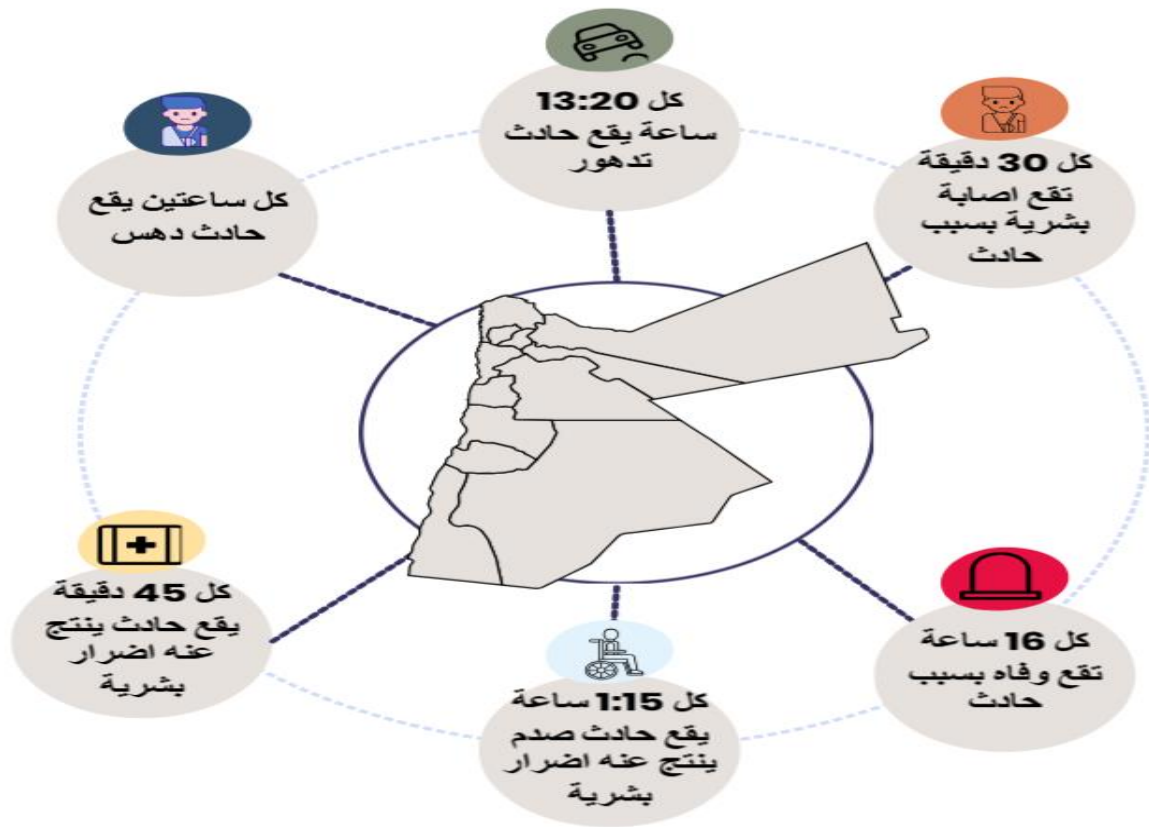 كل 13:20
ساعة يقع حادث
تدهور
كل 30 دقيقة
تقع اصابة
بشرية بسبب
حادث
كل ساعتين يقع
حادث دهس
كل 45 دقيقة
يقع حادث ينتج
عنه اضرار
بشرية
كل 16 ساعة
تقع وفاه بسبب
حادث
كل 1:15 ساعة
يقع حادث صدم
ينتج عنه اضرار
بشرية